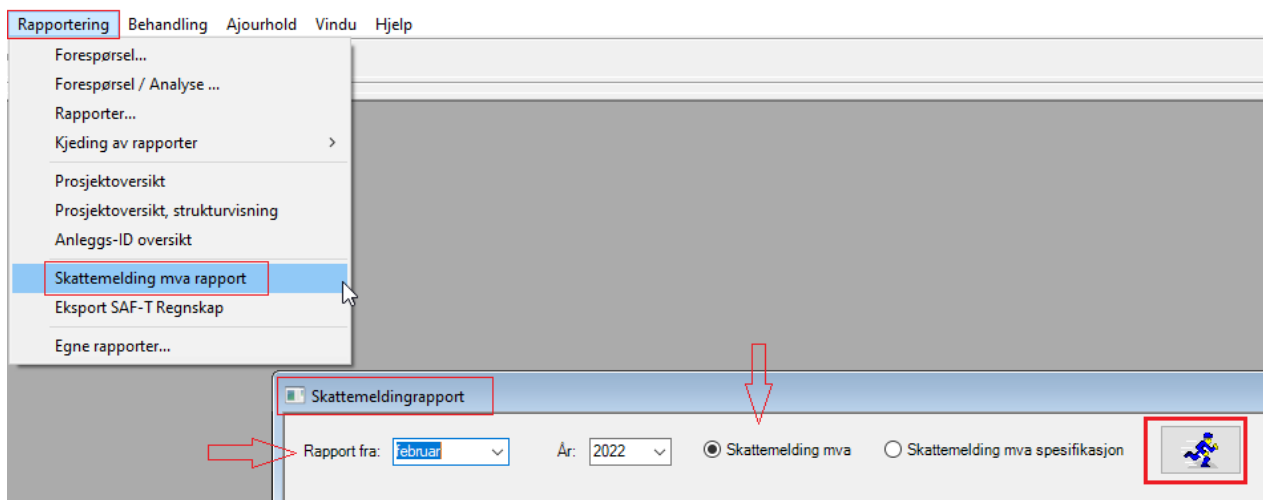 Rapportering Behandling Ajourhold Vindu Hjelp
Forespørsel...
Forespørsel / Analyse ...
Rapporter...
Kjeding av rapporter
Prosjektoversikt
Prosjektoversikt, strukturvisning
Anleggs-ID oversikt
Skattemelding mva rapport
Eksport SAF-T Regnskap
Egne rapporter...
Skattemeldingrapport
Rapport fra: februar År: 2022 Skattemelding mva Skattemelding mva spesifikasjon